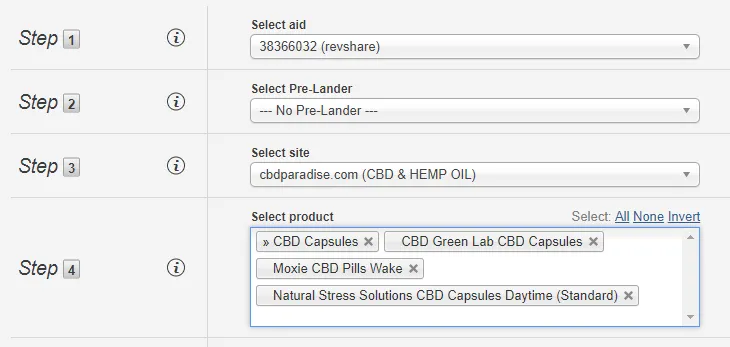 Select aid
Step 1
38366032 (revshare)
Select Pre-Lander
Step 2
--- No Pre-Lander ---
Select site
Step 3
cbdparadise.com (CBD & HEMP OIL)
Select product Select: All None Invert
» CBD Capsules × CBD Green Lab CBD Capsules ×
Step 4
Moxie CBD Pills Wake ×
Natural Stress Solutions CBD Capsules Daytime (Standard) ×